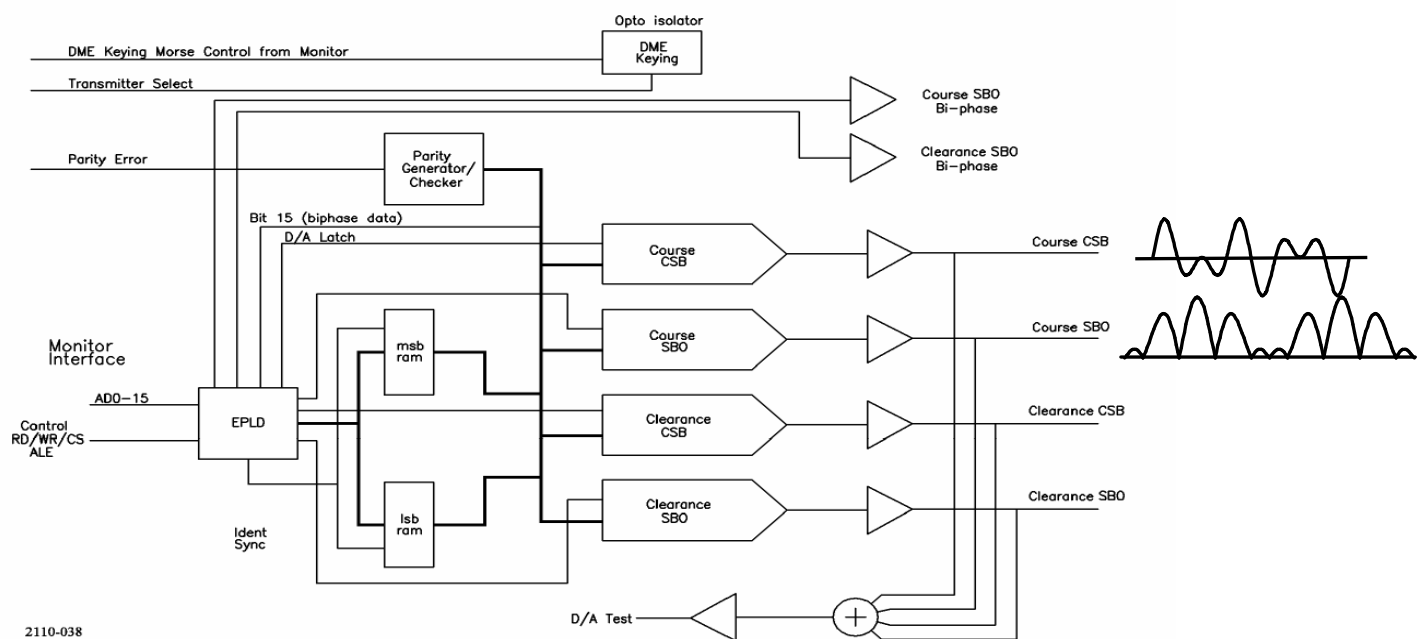 Opto isolator
DME Keying Morse Control from Monitor
DME
Keying
Transmitter Select
Course SBO
Bi-phase
Parity Error
Parity
Generator/
Checker
Clearance SBO
Bi-phase
Bit 15 (biphase data)
D/A Latch
Course
CSB
Course CSB
Monitor
Interface
msb
ram
Course
SBO
Course SBO
ADO-15
EPLD
Control
RD/WR/CS
ALE
Clearance
CSB
Clearance CSB
Ident
Sync
lsb
ram
Clearance
SBO
Clearance SBO
D/A Test
+
2110-038